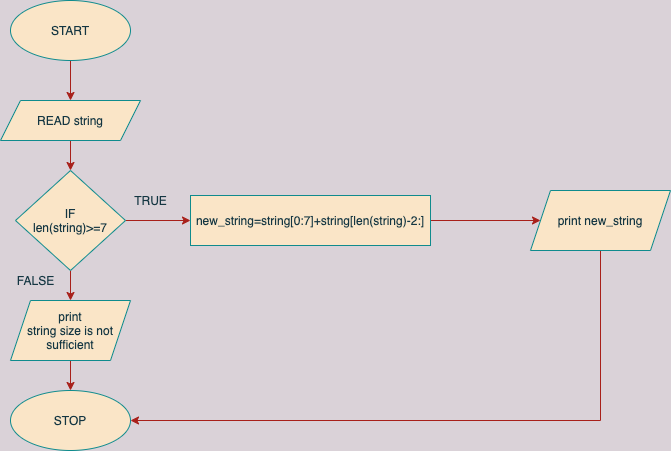 START
READ string
IF
len(string)>=7
TRUE
new_string=string[0:7]+string[len(string)-2:]
print new_string
FALSE
print
string size is not
sufficient
STOP